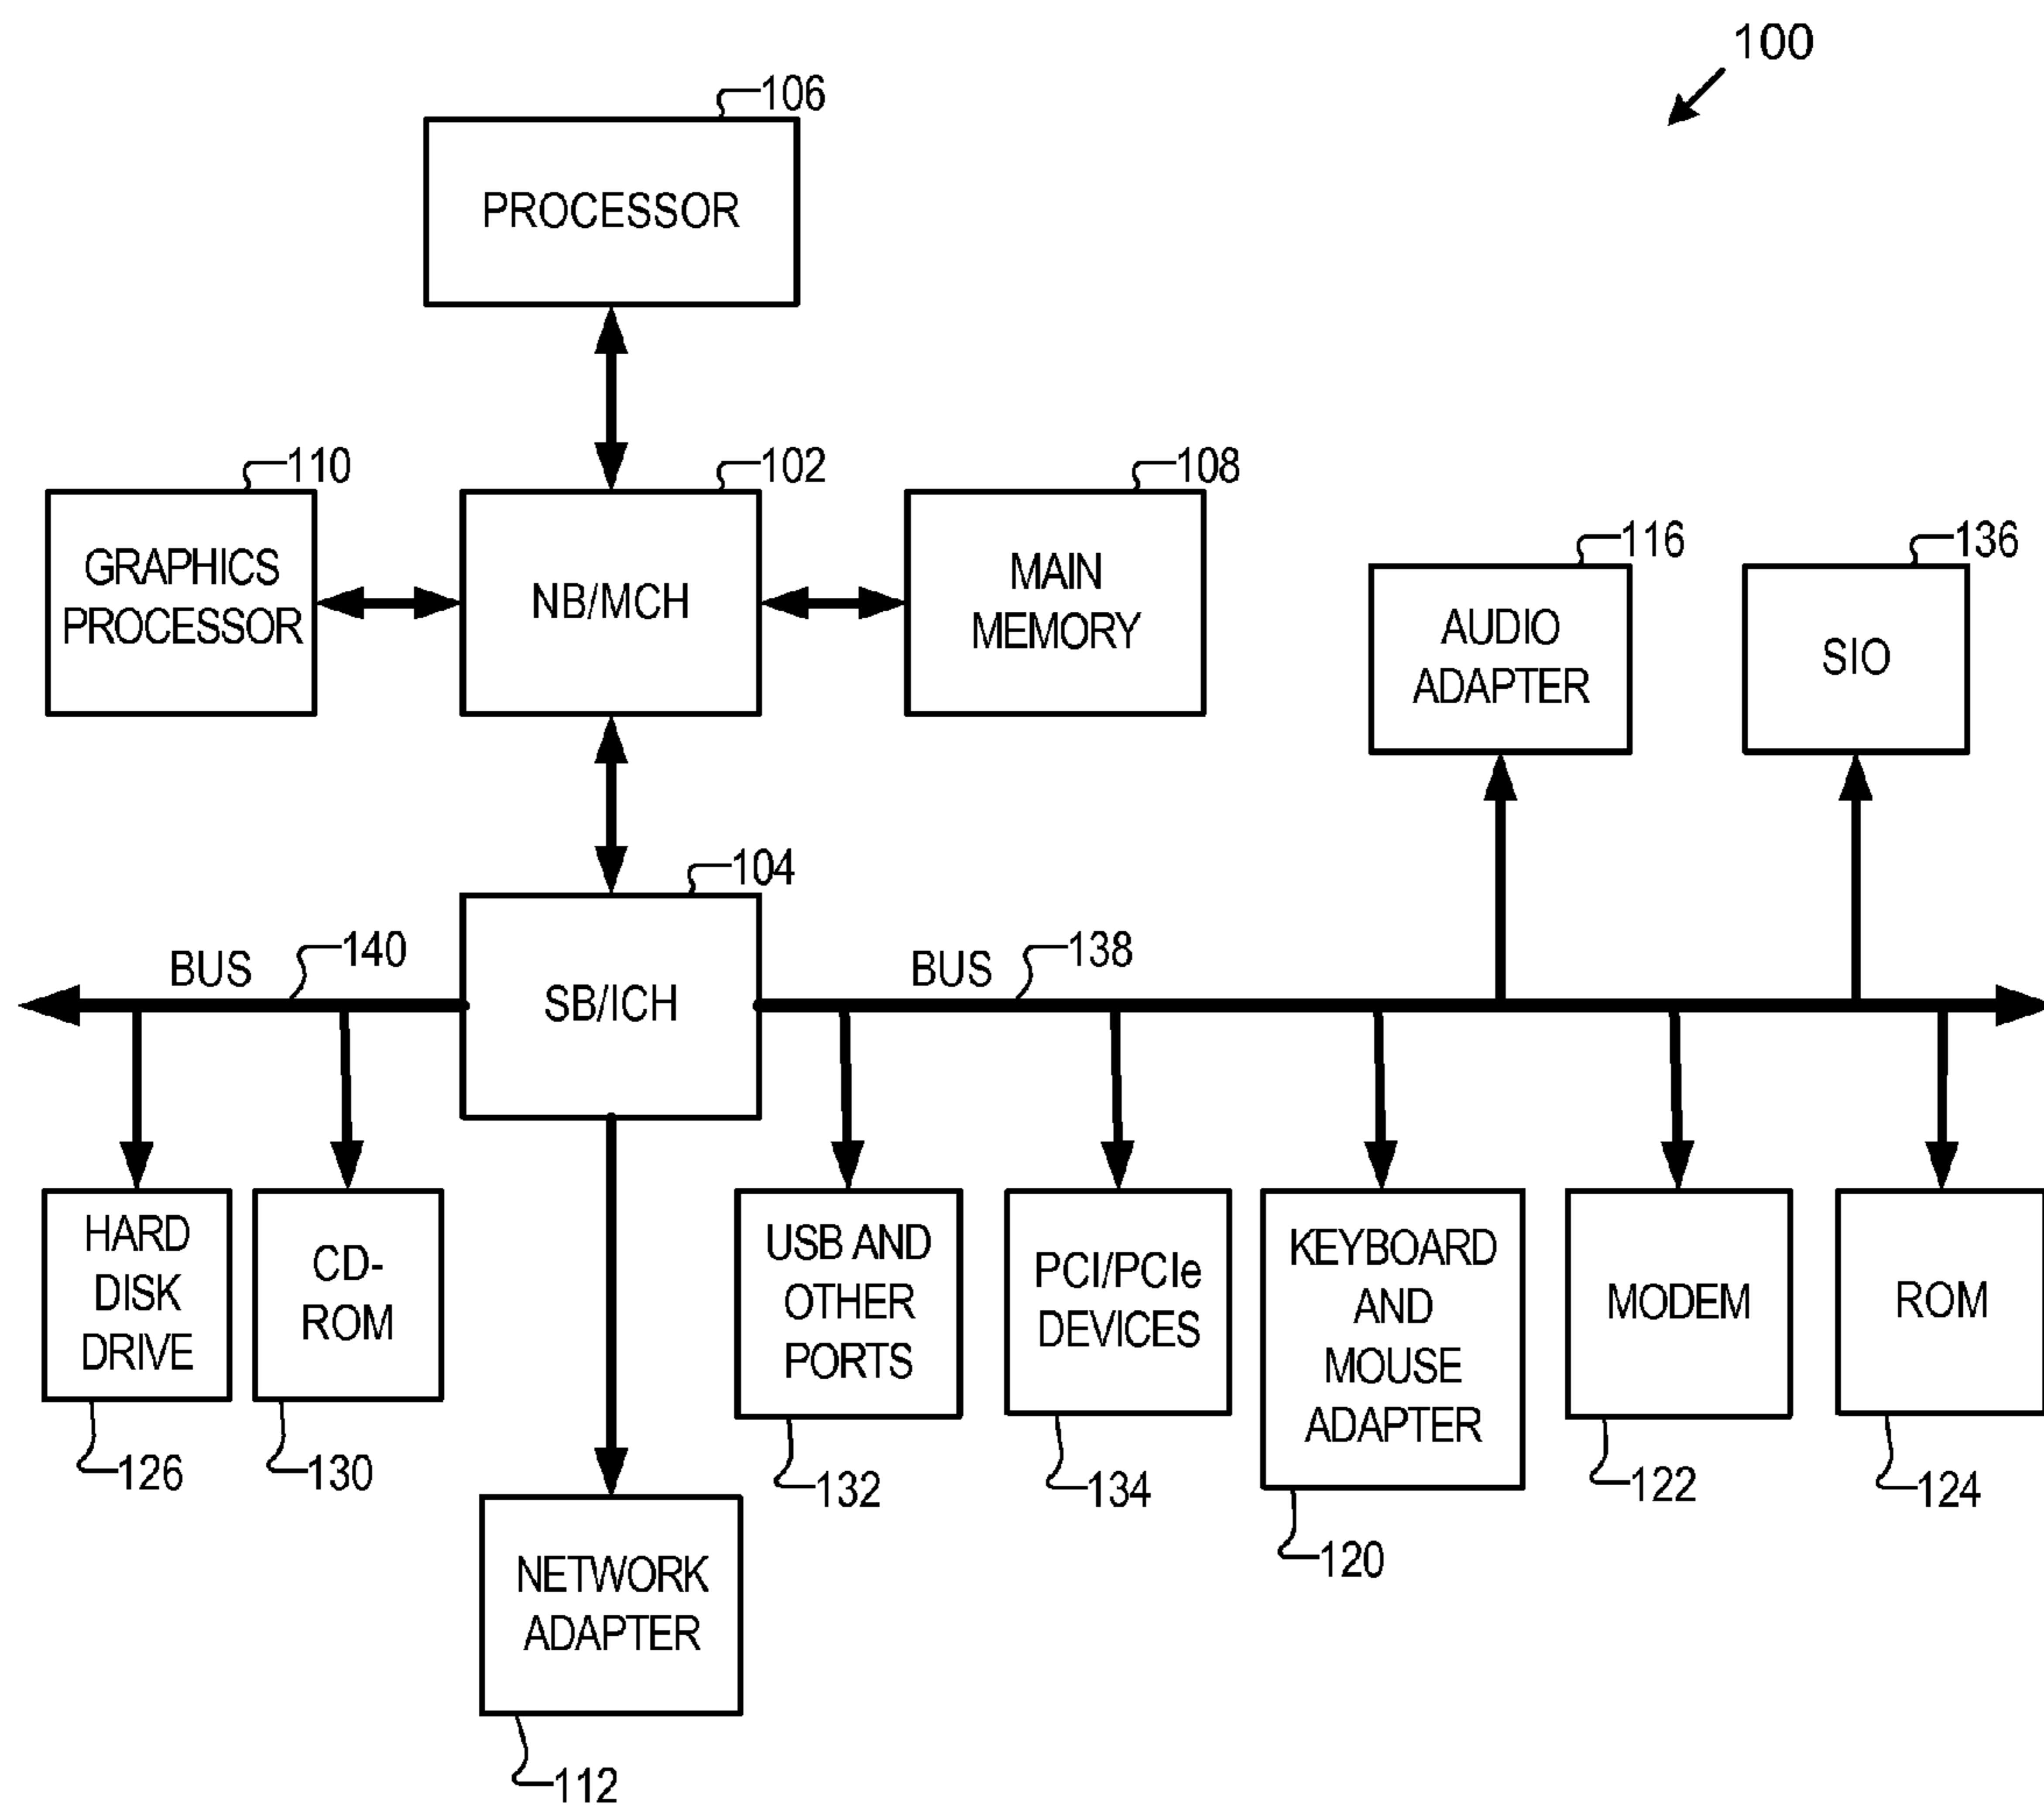 100
106
PROCESSOR
110
102
108
GRAPHICS
PROCESSOR
NB/MCH
MAIN
MEMORY
116
136
AUDIO
ADAPTER
SIO
104
BUS
140
SB/ICH
BUS
138
HARD
DISK
DRIVE
CD-
ROM
USB AND
OTHER
PORTS
PCI/PCIe
DEVICES
KEYBOARD
AND
MOUSE
ADAPTER
MODEM
ROM
126
130
132
134
120
122
124
NETWORK
ADAPTER
112